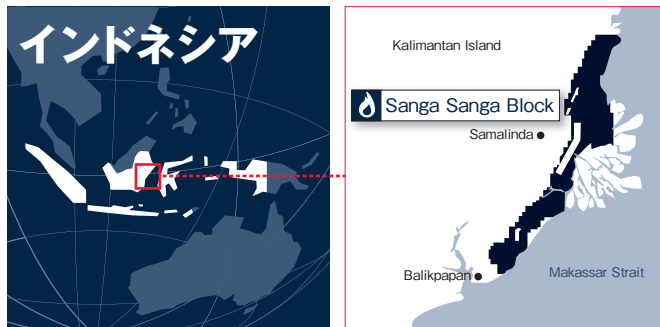 インドネシア
Kalimantan Island
Sanga Sanga Block
Samalinda
Balikpapan
Makassar Strait